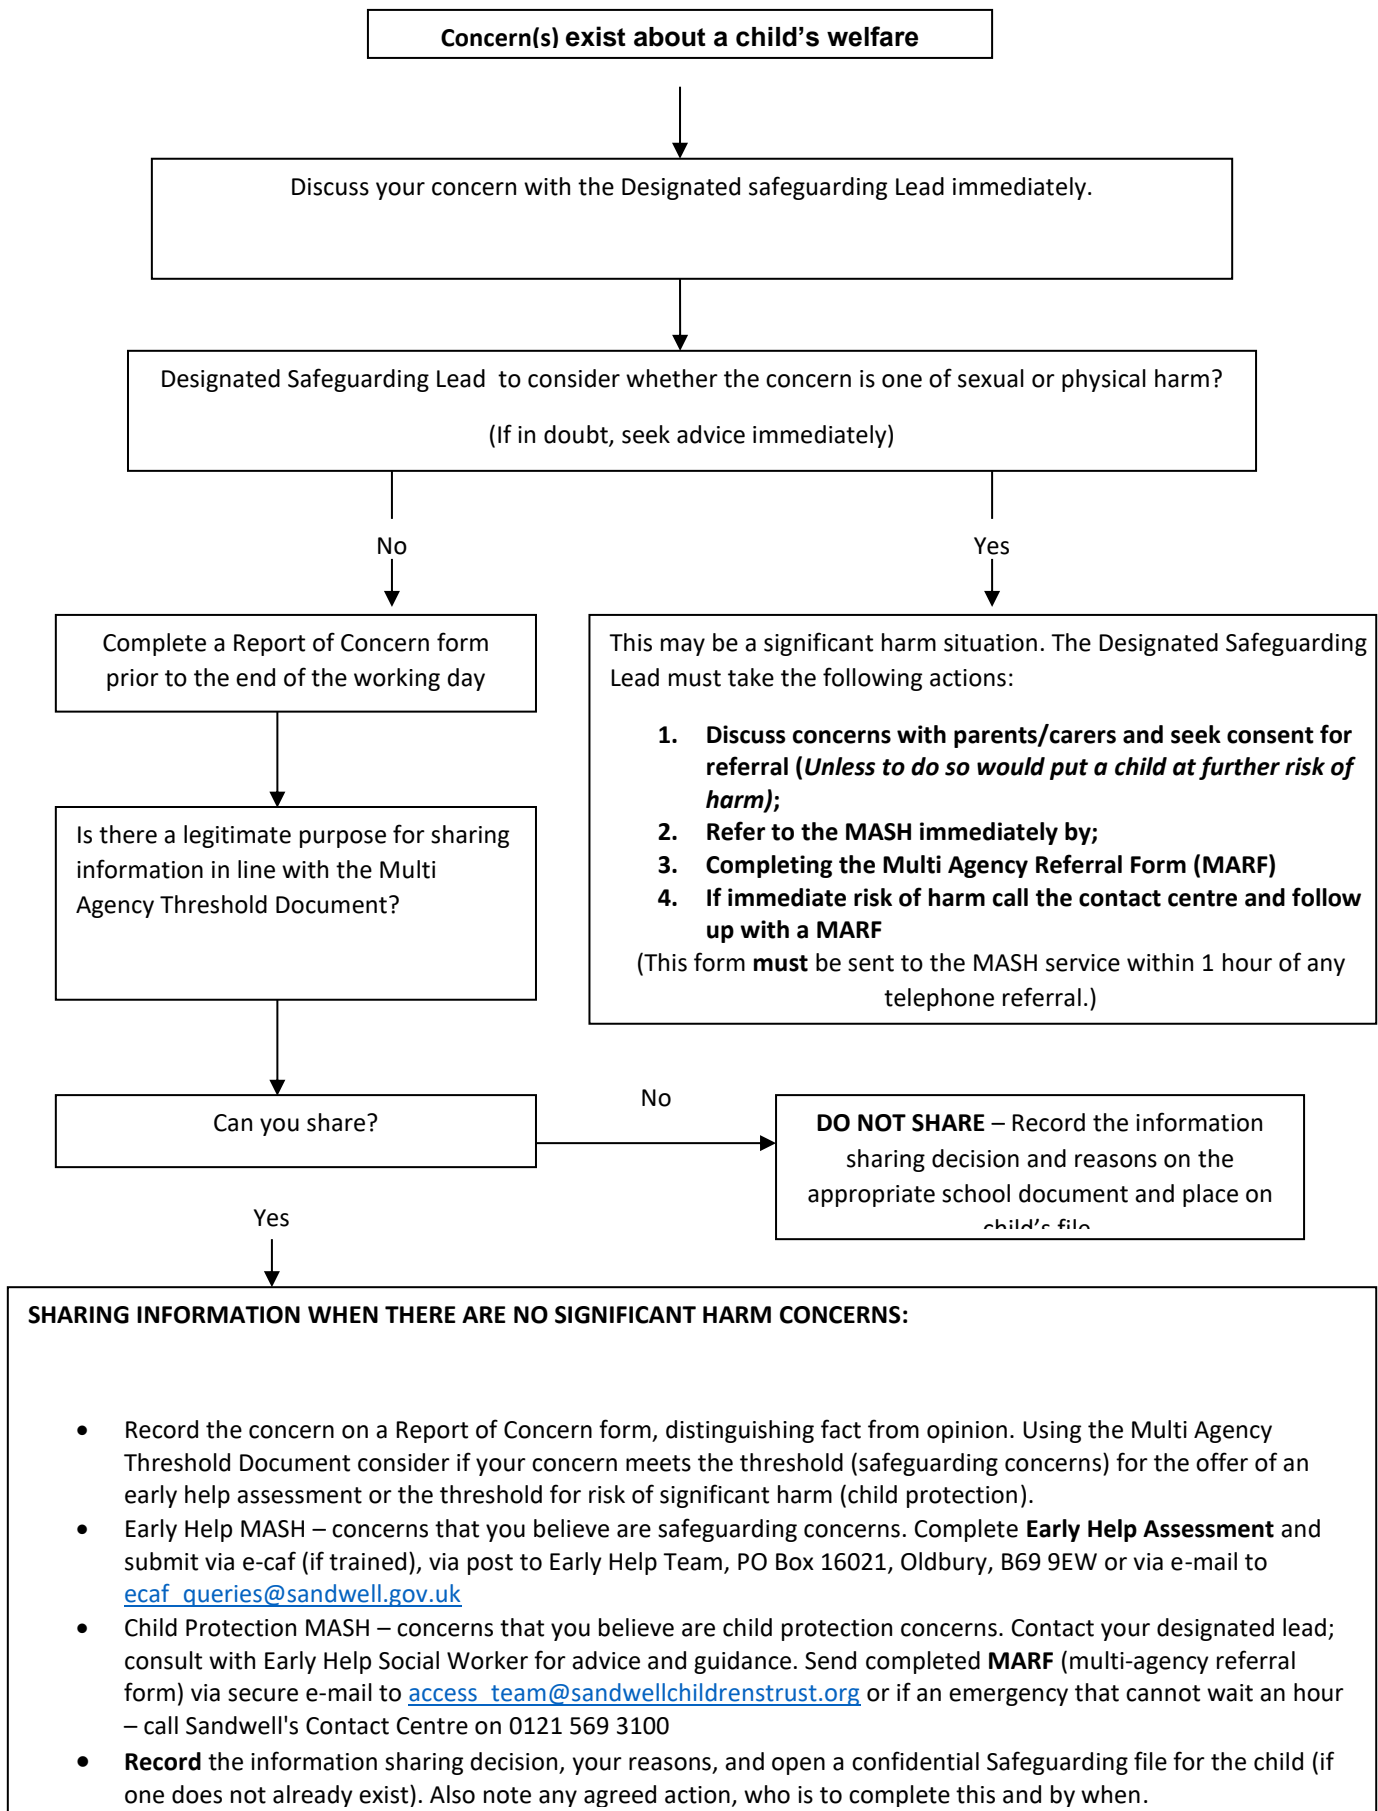 Concern(s) exist about a child's welfare
Discuss your concern with the Designated safeguarding Lead immediately.
Designated Safeguarding Lead  to consider whether the concern is one of sexual or physical harm?
(If in doubt, seek advice immediately)
No
Yes
Complete a Report of Concern form
prior to the end of the working day
This may be a significant harm situation. The Designated Safeguarding
Lead must take the following actions:
1. Discuss concerns with parents/carers and seek consent for
referral (Unless to do so would put a child at further risk of
harm);
2. Refer to the MASH immediately by;
3. Completing the Multi Agency Referral Form (MARF)
4. If immediate risk of harm call the contact centre and follow
up with a MARF
(This form must be sent to the MASH service within 1 hour of any
telephone referral.)
Is there a legitimate purpose for sharing
information in line with the Multi
Agency Threshold Document?
Can you share?
No
DO NOT SHARE – Record the information
sharing decision and reasons on the
appropriate school document and place on
child's file
Yes
SHARING INFORMATION WHEN THERE ARE NO SIGNIFICANT HARM CONCERNS:
• Record the concern on a Report of Concern form, distinguishing fact from opinion. Using the Multi Agency
Threshold Document consider if your concern meets the threshold (safeguarding concerns) for the offer of an
early help assessment or the threshold for risk of significant harm (child protection).
• Early Help MASH – concerns that you believe are safeguarding concerns. Complete Early Help Assessment and
submit via e-caf (if trained), via post to Early Help Team, PO Box 16021, Oldbury, B69 9EW or via e-mail to
ecaf_queries@sandwell.gov.uk
• Child Protection MASH – concerns that you believe are child protection concerns. Contact your designated lead;
consult with Early Help Social Worker for advice and guidance. Send completed MARF (multi-agency referral
form) via secure e-mail to access_team@sandwellchildrenstrust.org or if an emergency that cannot wait an hour
– call Sandwell's Contact Centre on 0121 569 3100
• Record the information sharing decision, your reasons, and open a confidential Safeguarding file for the child (if
one does not already exist). Also note any agreed action, who is to complete this and by when.